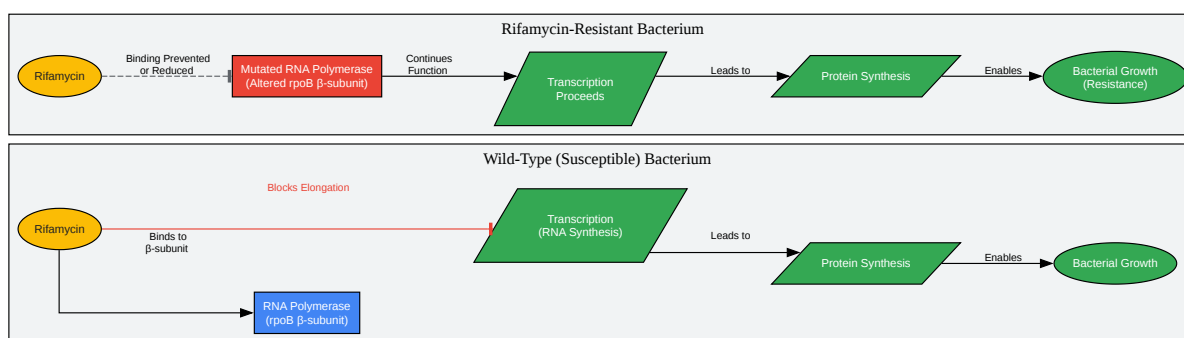 Rifamycin-Resistant Bacterium
Rifamycin
Binding Prevented
or Reduced
Mutated RNA Polymerase
(Altered rpoB β-subunit)
Continues
Function
Transcription
Proceeds
Leads to
Protein Synthesis
Enables
Bacterial Growth
(Resistance)
Wild-Type (Susceptible) Bacterium
Blocks Elongation
Rifamycin
Binds to
β-subunit
Transcription
(RNA Synthesis)
Leads to
Protein Synthesis
Enables
Bacterial Growth
RNA Polymerase
(rpoB β-subunit)